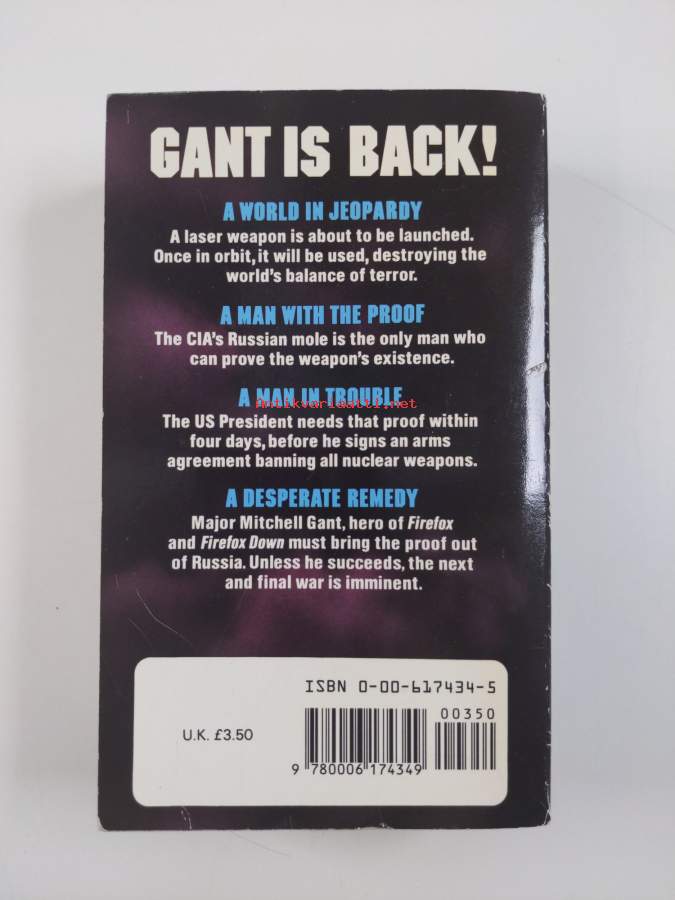 GANT IS BACK!
A WORLD IN JEOPARDY
A laser weapon is about to be launched.
Once in orbit, it will be used, destroying the
world's balance of terror.
A MAN WITH THE PROOF
The CIA's Russian mole is the only man who
can prove the weapon's existence.
A MAN IN TROUBLE
Antikvariaatti.net
The US President needs that proof within
four days, before he signs an arms
agreement banning all nuclear weapons.
A DESPERATE REMEDY
Major Mitchell Gant, hero of Firefox
and Firefox Down must bring the proof out
of Russia. Unless he succeeds, the next
and final war is imminent.
ISBN 0-00-617434-5
00350
U.K. £3.50
9 780006 174349